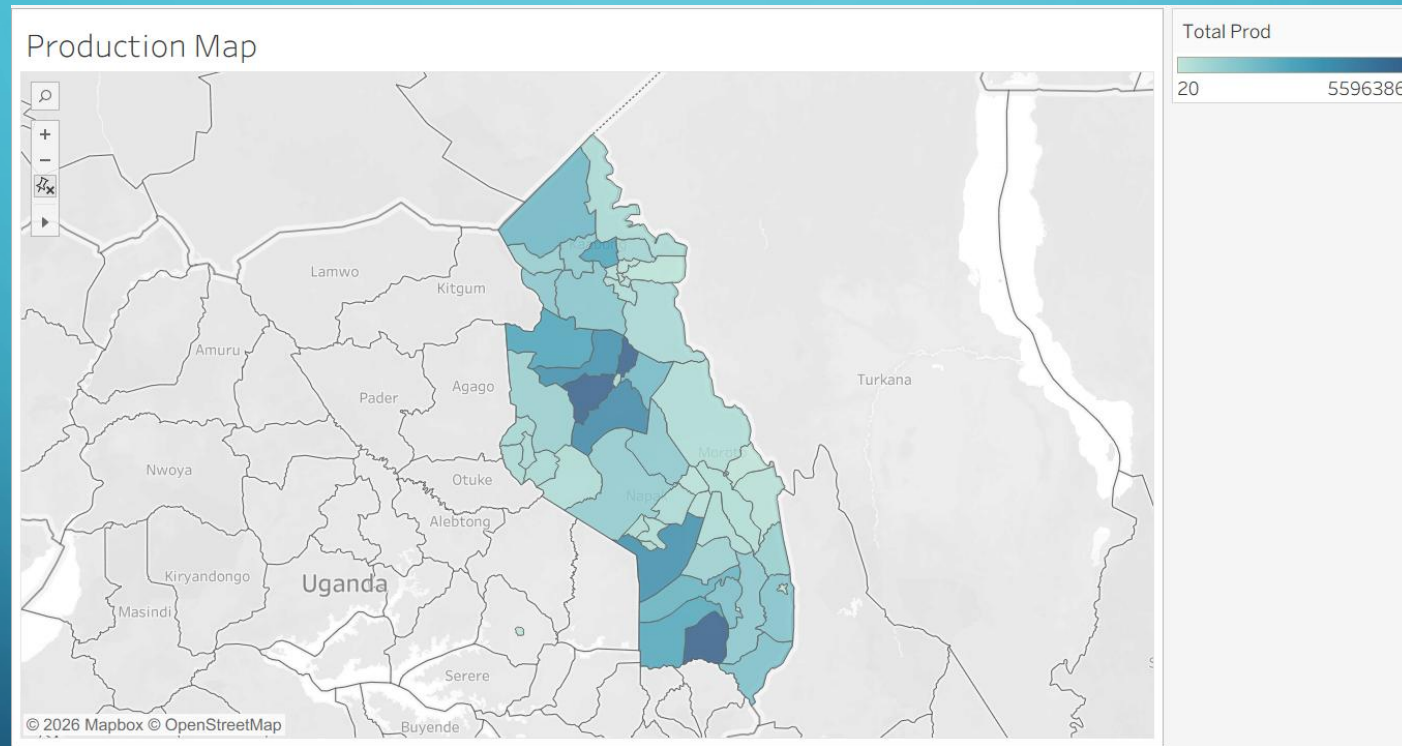 Production Map
Total Prod
20
5596386
+
−
Lamwo
Kitgum
Amuru
Agago
Pader
Turkana
Moroto
Nwoya
Otuke
Alebtong
Kiryandongo
Uganda
Masindi
Serere
Buyende
© 2026 Mapbox © OpenStreetMap